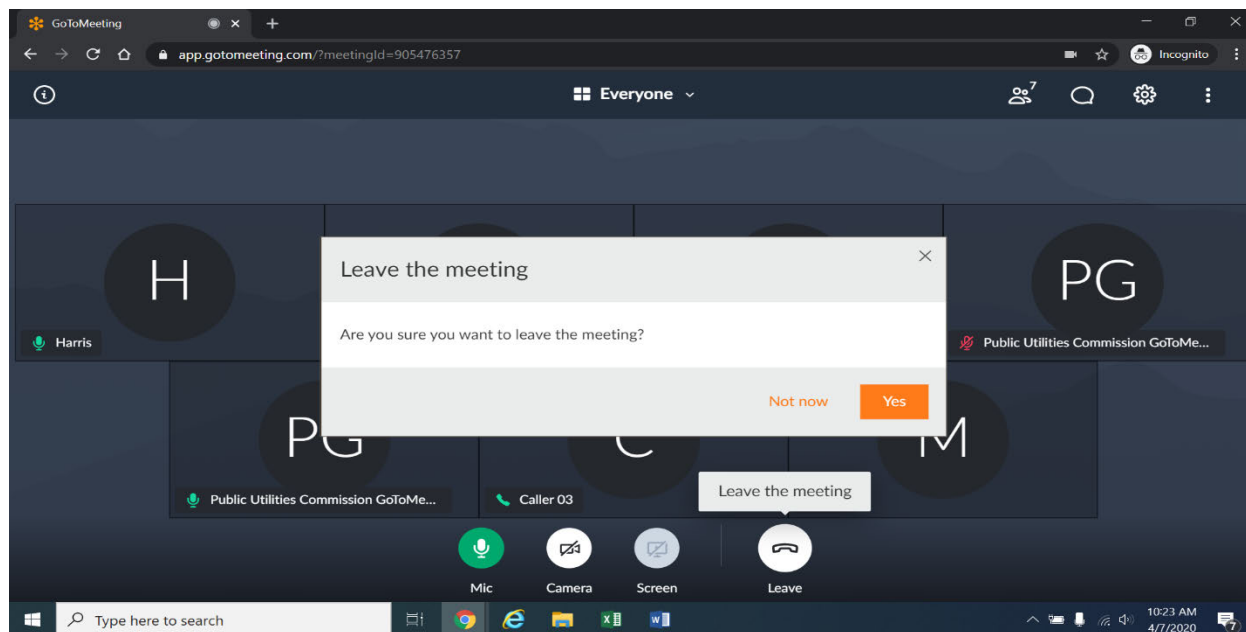 GoToMeeting
app.gotomeeting.com/?meetingId=905476357
Incognito
Everyone
7
H
PG
Harris
Public Utilities Commission GoToMe...
Leave the meeting
Are you sure you want to leave the meeting?
Not now
Yes
PG
C
M
Public Utilities Commission GoToMe...
Caller 03
Leave the meeting
Mic
Camera
Screen
Leave
Type here to search
10:23 AM
4/7/2020
7